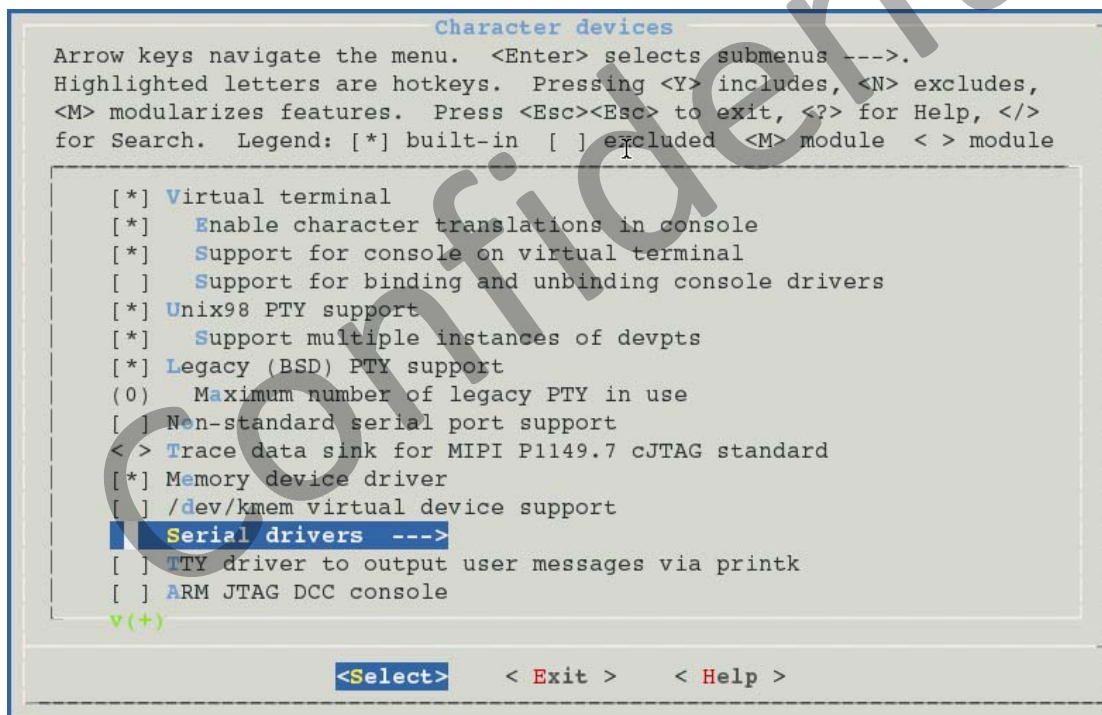 Character devices
Arrow keys navigate the menu.  <Enter> selects submenus --->.
Highlighted letters are hotkeys.  Pressing <Y> includes, <N> excludes,
<M> modularizes features.  Press <Esc><Esc> to exit, <?> for Help, </>
for Search.  Legend: [*] built-in  [ ] excluded  <M> module  < > module
[*] Virtual terminal
[*]   Enable character translations in console
[*]   Support for console on virtual terminal
[ ]   Support for binding and unbinding console drivers
[*] Unix98 PTY support
[*]   Support multiple instances of devpts
[*] Legacy (BSD) PTY support
(0)   Maximum number of legacy PTY in use
[ ] Non-standard serial port support
< > Trace data sink for MIPI P1149.7 cJTAG standard
[*] Memory device driver
[ ] /dev/kmem virtual device support
Serial drivers  --->
[ ] TTY driver to output user messages via printk
[ ] ARM JTAG DCC console
v(+)
<Select>    < Exit >    < Help >
Confident